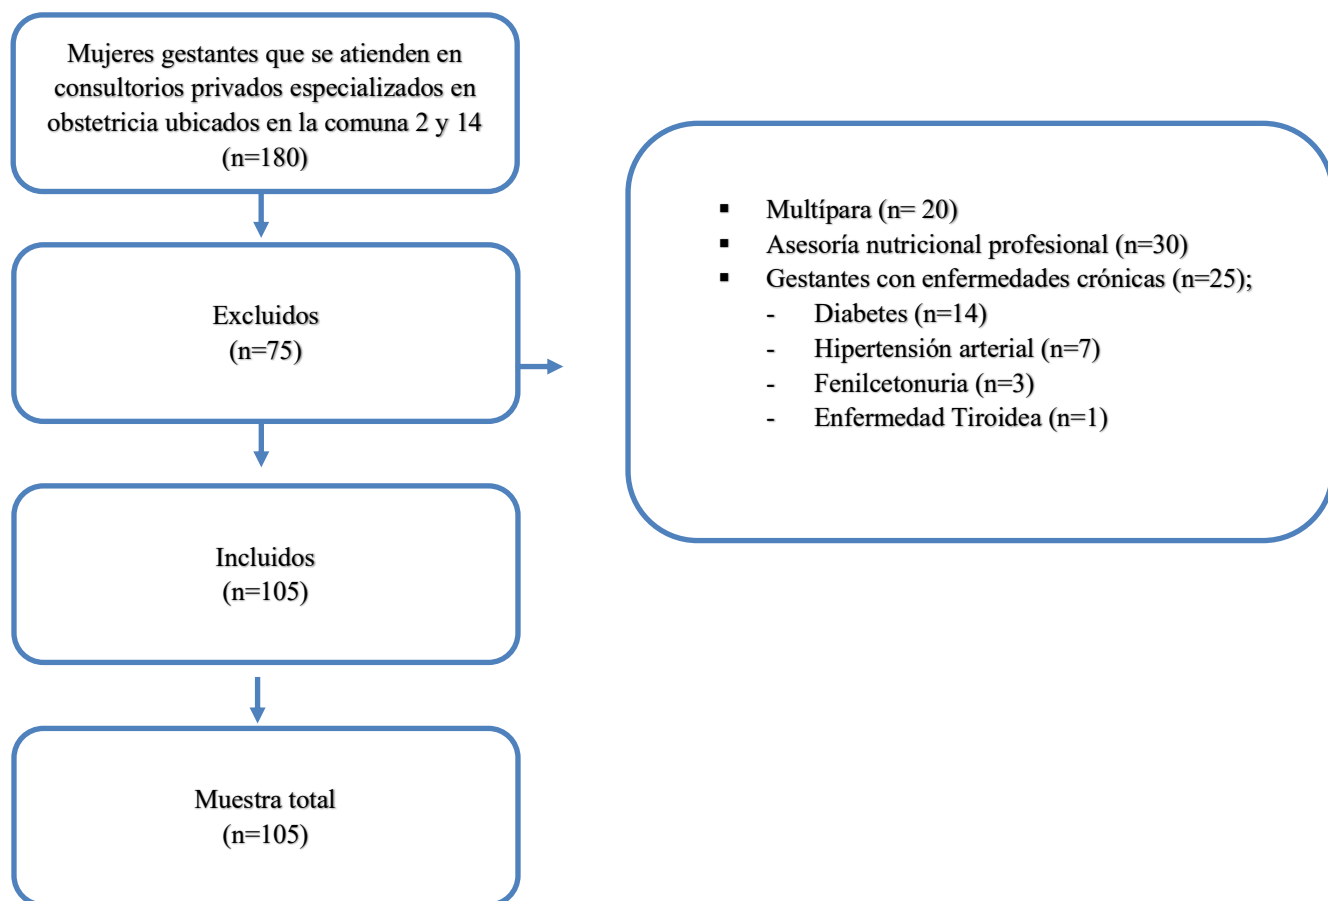 Mujeres gestantes que se atienden en
consultorios privados especializados en
obstetricia ubicados en la comuna 2 y 14
(n=180)
Excluidos
(n=75)
▪ Multípara (n= 20)
▪ Asesoría nutricional profesional (n=30)
▪ Gestantes con enfermedades crónicas (n=25);
- Diabetes (n=14)
- Hipertensión arterial (n=7)
- Fenilcetonuria (n=3)
- Enfermedad Tiroidea (n=1)
Incluidos
(n=105)
Muestra total
(n=105)